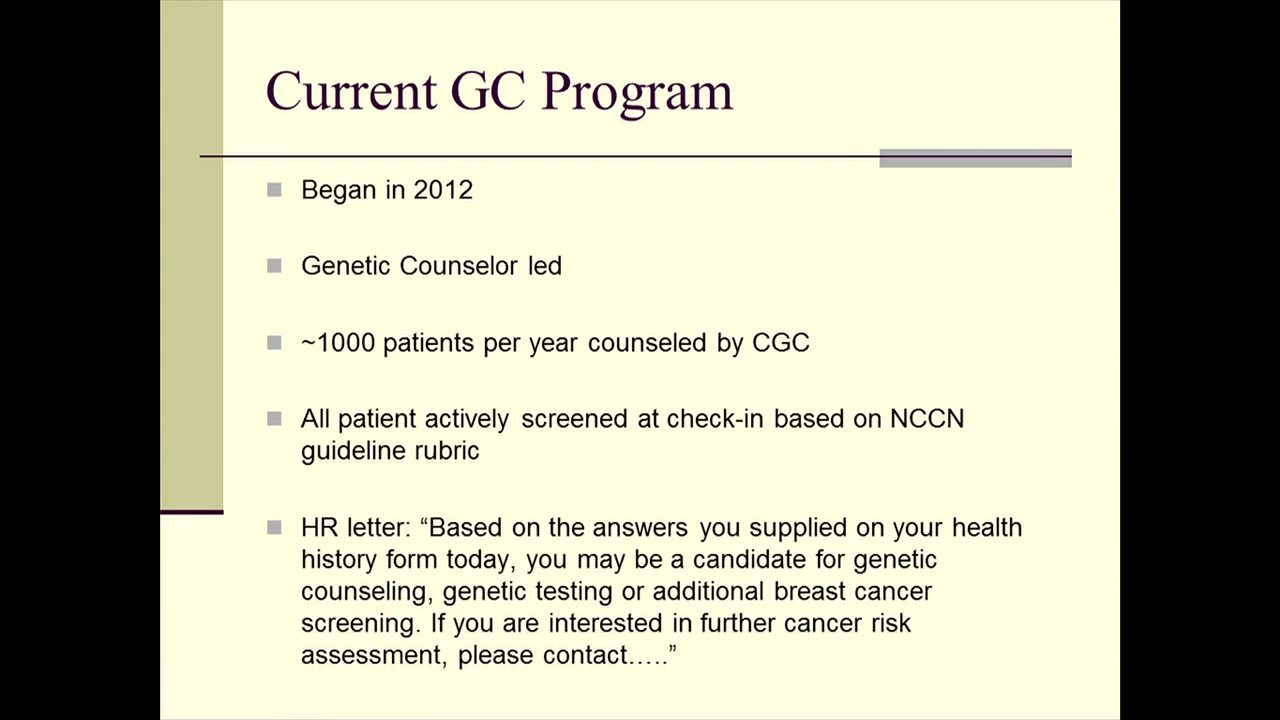 Current GC Program
Began in 2012
Genetic Counselor led
~1000 patients per year counseled by CGC
All patient actively screened at check-in based on NCCN
guideline rubric
HR letter: “Based on the answers you supplied on your health
history form today, you may be a candidate for genetic
counseling, genetic testing or additional breast cancer
screening. If you are interested in further cancer risk
assessment, please contact…..”